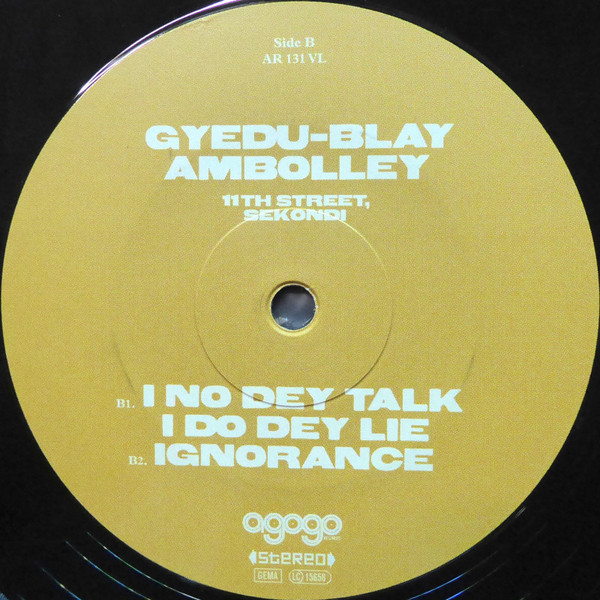 Side B
AR 131 VL
GYEDU-BLAY
AMBOLLEY
11TH STREET,
SEKONDI
B1. I NO DEY TALK
I DO DEY LIE
B2. IGNORANCE
agogo
RECORDS
STEREO
GEMA LC 15656